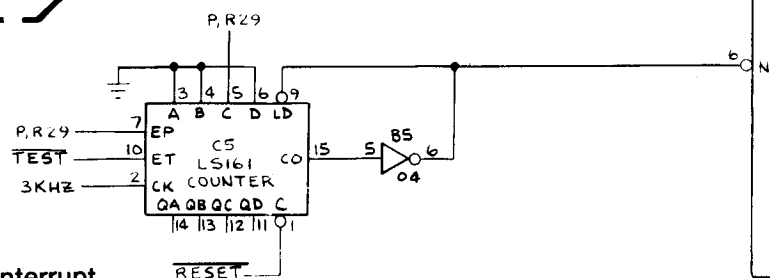 P,R29
3 4 5 6 9
A B C D LD
P,R29 7 EP
C5
TEST 10 ET LS161 CO 15 5 B5 6
04
3KHZ 2 CK COUNTER
QA QB QC QD C
14 13 12 11 1
RESET
nterrupt
6 N